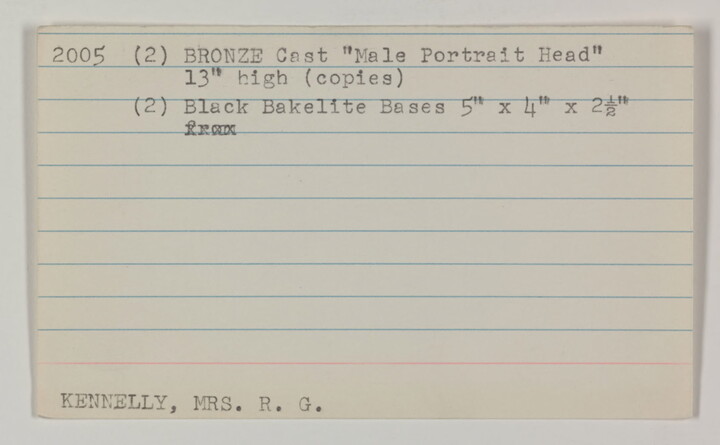 2005 (2) BRONZE Cast "Male Portrait Head"
13" high (copies)
(2) Black Bakelite Bases 5" x 4" x 2½"
KENNELLY, MRS. R. G.